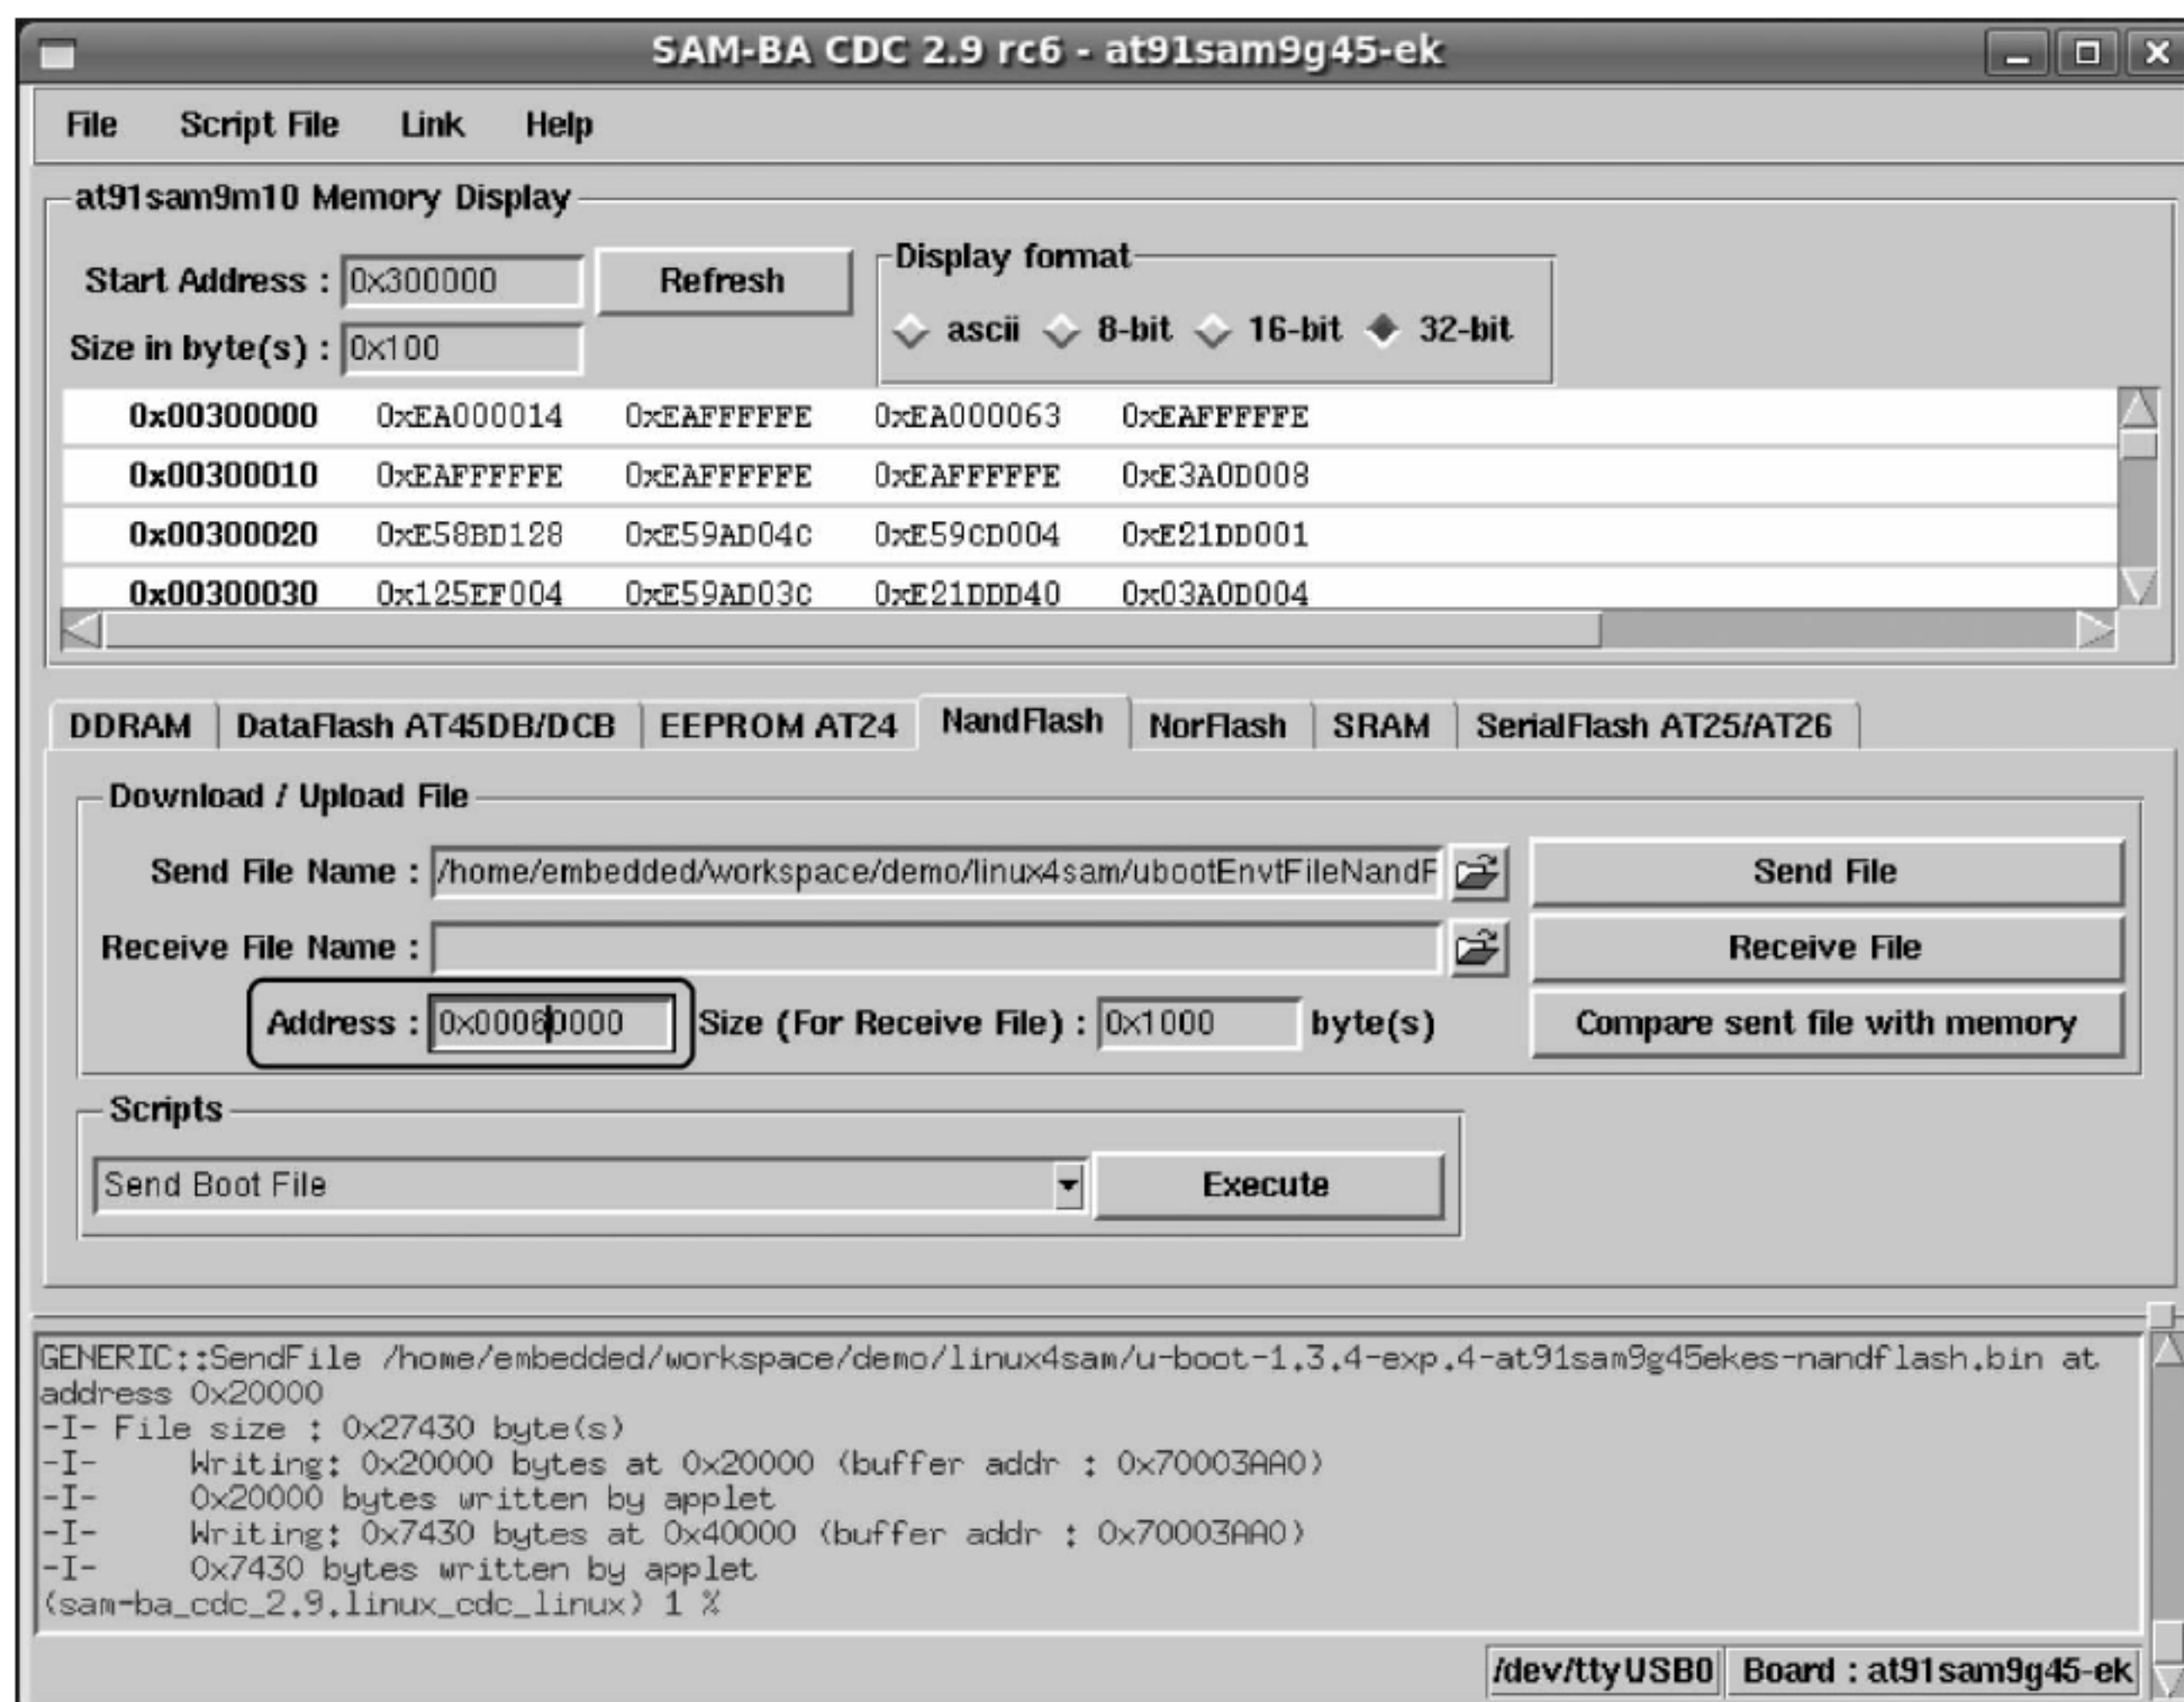 SAM-BA CDC 2.9 rc6 - at91sam9g45-ek
File Script File Link Help
at91sam9m10 Memory Display
Start Address : 0x300000 Refresh
Size in byte(s) : 0x100
Display format
ascii 8-bit 16-bit 32-bit
0x00300000 0xEA000014 0xEAFFFFFE 0xEA000063 0xEAFFFFFE
0x00300010 0xEAFFFFFE 0xEAFFFFFE 0xEAFFFFFE 0xE3A0D008
0x00300020 0xE58BD128 0xE59AD04C 0xE59CD004 0xE21DD001
0x00300030 0x125EF004 0xE59AD03C 0xE21DDD40 0x03A0D004
DDRAM DataFlash AT45DB/DCB EEPROM AT24 NandFlash NorFlash SRAM SerialFlash AT25/AT26
Download / Upload File
Send File Name : /home/embedded/workspace/demo/linux4sam/ubootEnvtFileNandF Send File
Receive File Name : Receive File
Address : 0x00060000 Size (For Receive File) : 0x1000 byte(s) Compare sent file with memory
Scripts
Send Boot File Execute
GENERIC::SendFile /home/embedded/workspace/demo/linux4sam/u-boot-1.3.4-exp.4-at91sam9g45ekes-nandflash.bin at
address 0x20000
-I- File size : 0x27430 byte(s)
-I- Writing: 0x20000 bytes at 0x20000 (buffer addr : 0x70003AA0)
-I- 0x20000 bytes written by applet
-I- Writing: 0x7430 bytes at 0x40000 (buffer addr : 0x70003AA0)
-I- 0x7430 bytes written by applet
(sam-ba_cdc_2.9.linux_cdc_linux) 1 %
/dev/ttyUSB0 Board : at91sam9g45-ek